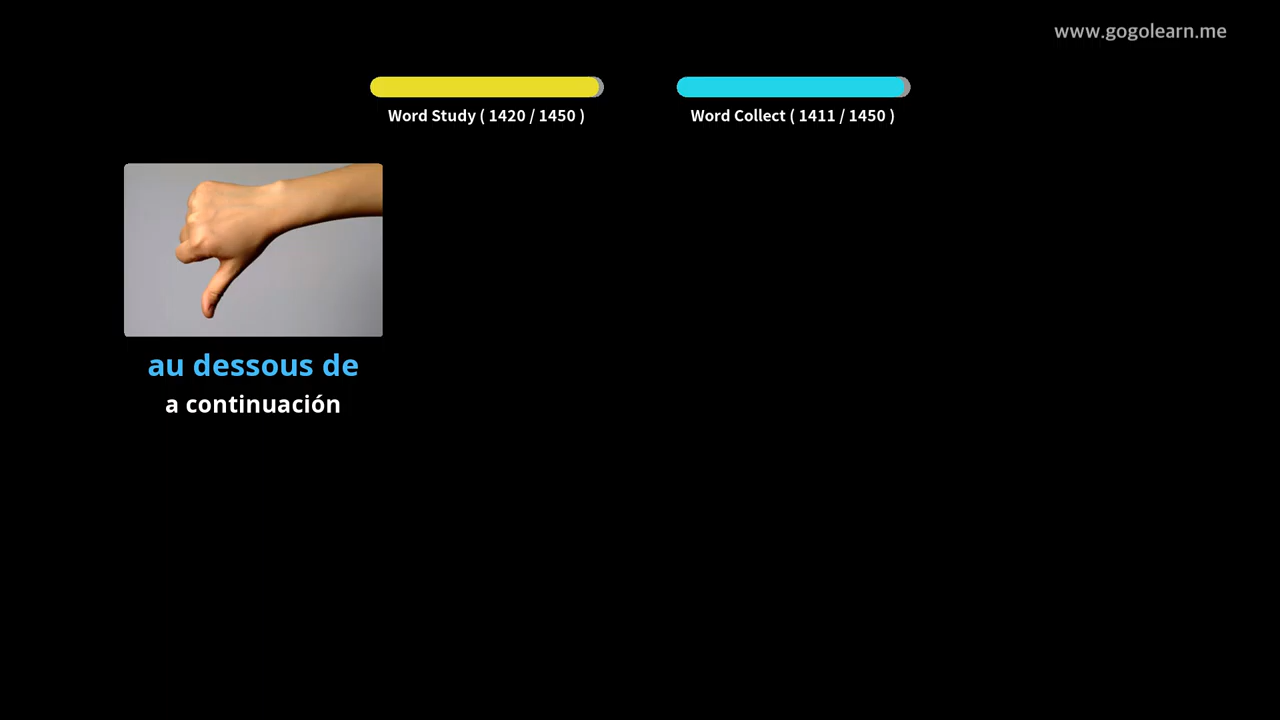 www.gogolearn.me
Word Study ( 1420 / 1450 )
Word Collect ( 1411 / 1450 )
au dessous de
a continuación